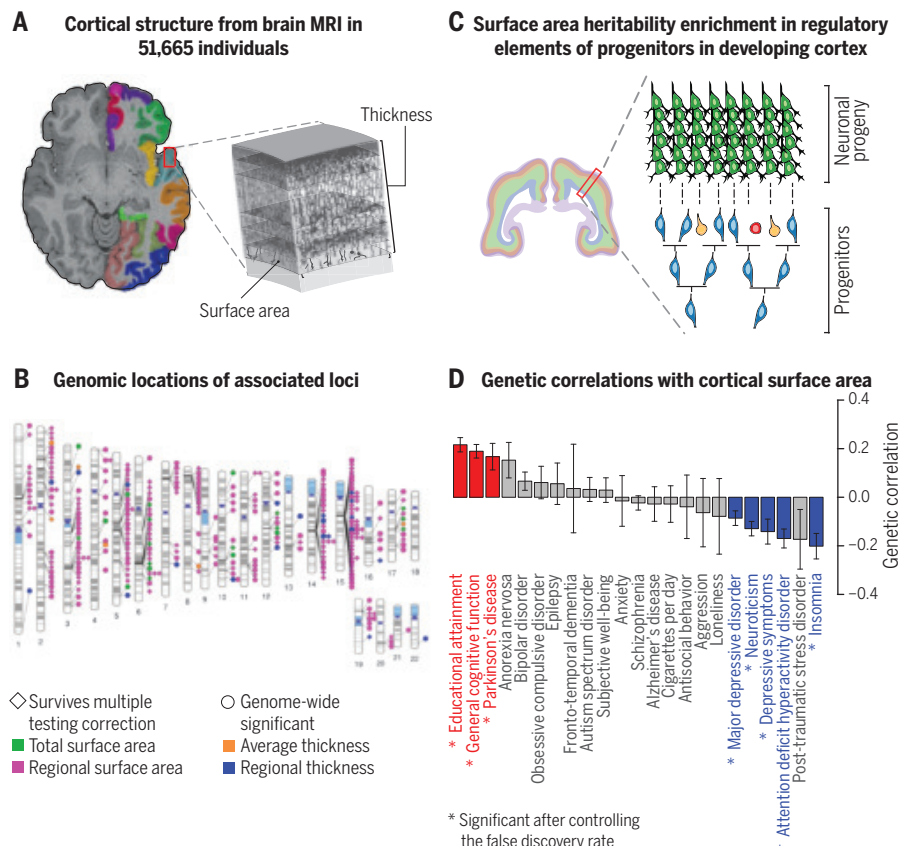 A Cortical structure from brain MRI in
51,665 individuals
Thickness
Surface area
C Surface area heritability enrichment in regulatory
elements of progenitors in developing cortex
Neuronal
progeny
Progenitors
B Genomic locations of associated loci
1
2
3
4
5
6
7
8
9
10
11
12
13
14
15
16
17
18
19
20
21
22
◇ Survives multiple
testing correction
○ Genome-wide
significant
Total surface area
Average thickness
Regional surface area
Regional thickness
D Genetic correlations with cortical surface area
0.4
0.2
0.0
−0.2
−0.4
Genetic correlation
* Educational attainment
* General cognitive function
* Parkinson's disease
Anorexia nervosa
Bipolar disorder
Obsessive compulsive disorder
Epilepsy
Fronto-temporal dementia
Autism spectrum disorder
Subjective well-being
Anxiety
Schizophrenia
Alzheimer's disease
Cigarettes per day
Antisocial behavior
Aggression
Loneliness
* Major depressive disorder
* Neuroticism
* Depressive symptoms
* Attention deficit hyperactivity disorder
Post-traumatic stress disorder
* Insomnia
* Significant after controlling
the false discovery rate